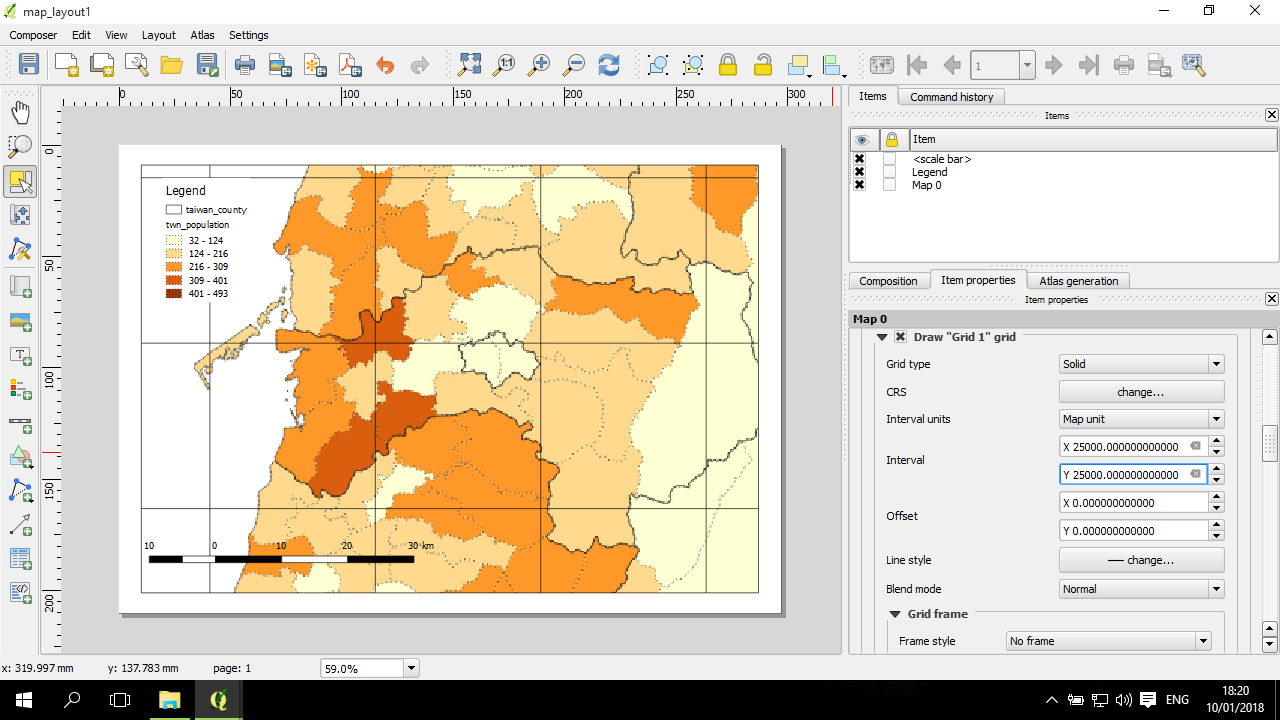 map_layout1
Composer Edit View Layout Atlas Settings
1:1
1
0 50 100 150 200 250 300
0
50
100
150
200
Legend
taiwan_county
twn_population
32 - 124
124 - 216
216 - 309
309 - 401
401 - 493
10 0 10 20 30 km
Items Command history
Items
Item
<scale bar>
Legend
Map 0
Composition Item properties Atlas generation
Item properties
Map 0
Draw "Grid 1" grid
Grid type Solid
CRS change...
Interval units Map unit
Interval
X 25000.000000000000
Y 25000.000000000000
Offset
X 0.000000000000
Y 0.000000000000
Line style change...
Blend mode Normal
Grid frame
Frame style No frame
x: 319.997 mm y: 137.783 mm page: 1 59.0%
ENG
18:20
10/01/2018